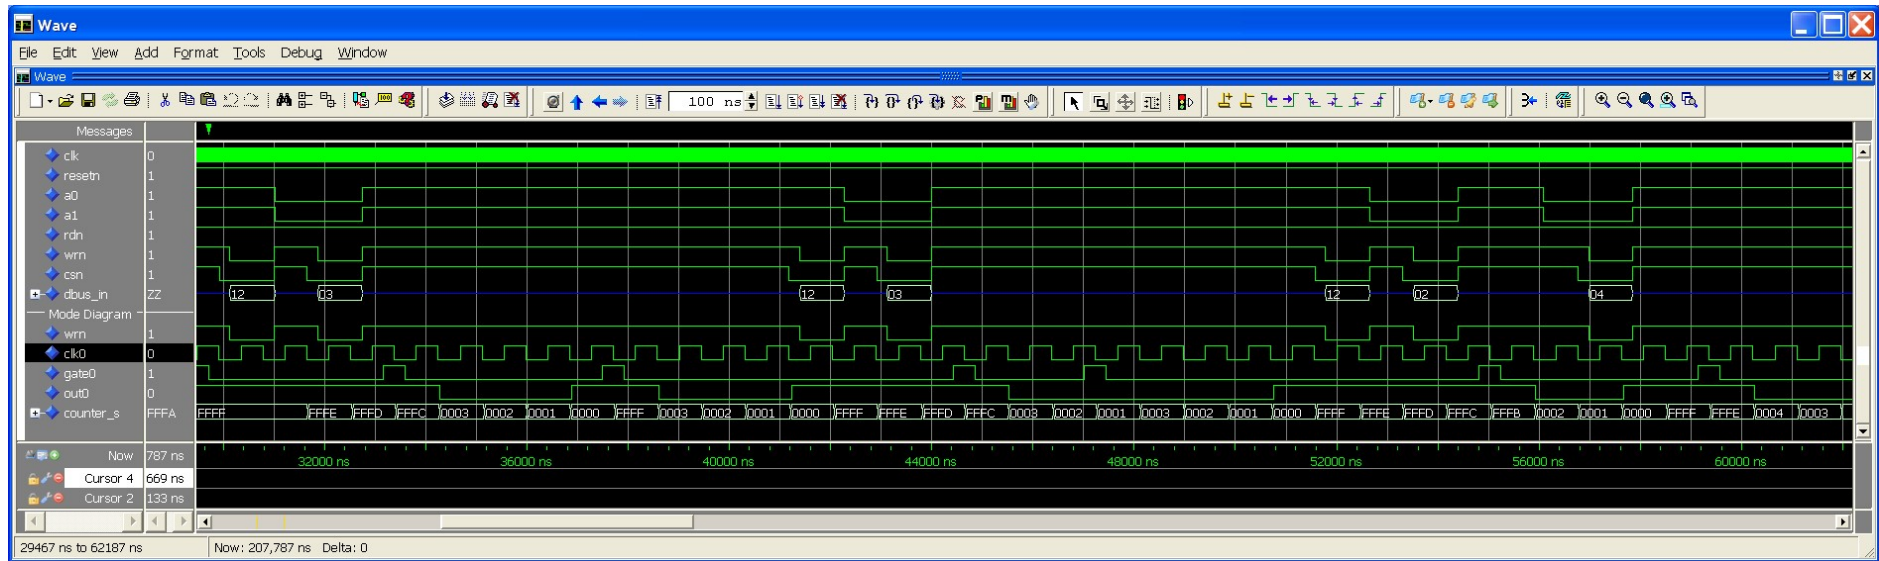 Wave
File Edit View Add Format Tools Debug Window
Wave
100 ns
Messages
clk 0
resetn 1
a0 1
a1 1
rdn 1
wrn 1
csn 1
dbus_in ZZ 12 03 12 03 12 02 04
Mode Diagram
wrn 1
clk0 0
gate0 1
out0 0
counter_s FFFA FFFF FFFE FFFD FFFC 0003 0002 0001 0000 FFFF 0003 0002 0001 0000 FFFF FFFE FFFD FFFC 0003 0002 0001 0003 0002 0001 0000 FFFF FFFE FFFD FFFC FFFB 0002 0001 0000 FFFF FFFE 0004 0003
Now 787 ns 32000 ns 36000 ns 40000 ns 44000 ns 48000 ns 52000 ns 56000 ns 60000 ns
Cursor 4 669 ns
Cursor 2 133 ns
29467 ns to 62187 ns Now: 207,787 ns Delta: 0